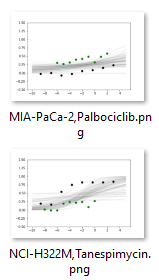 MIA-PaCa-2,Palbociclib.pn
g
NCI-H322M,Tanespimycin.
png